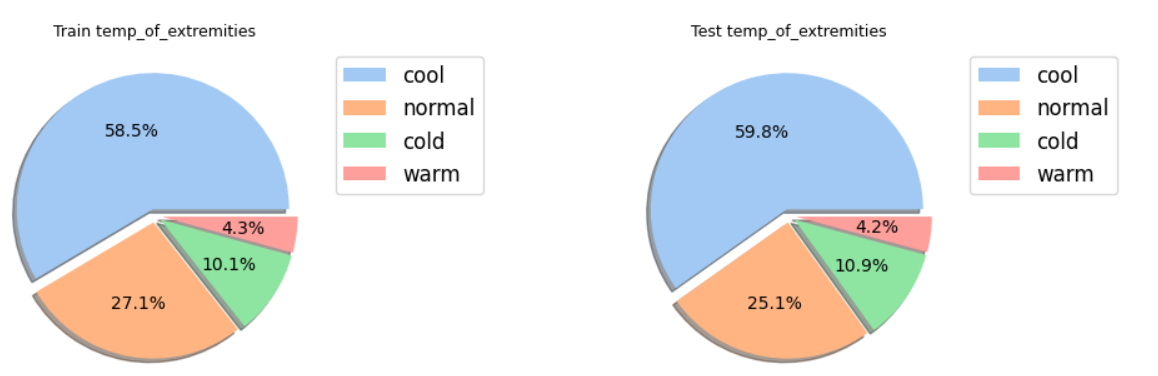 Train temp_of_extremities
cool
normal
cold
warm
58.5%
4.3%
10.1%
27.1%
Test temp_of_extremities
cool
normal
cold
warm
59.8%
4.2%
10.9%
25.1%